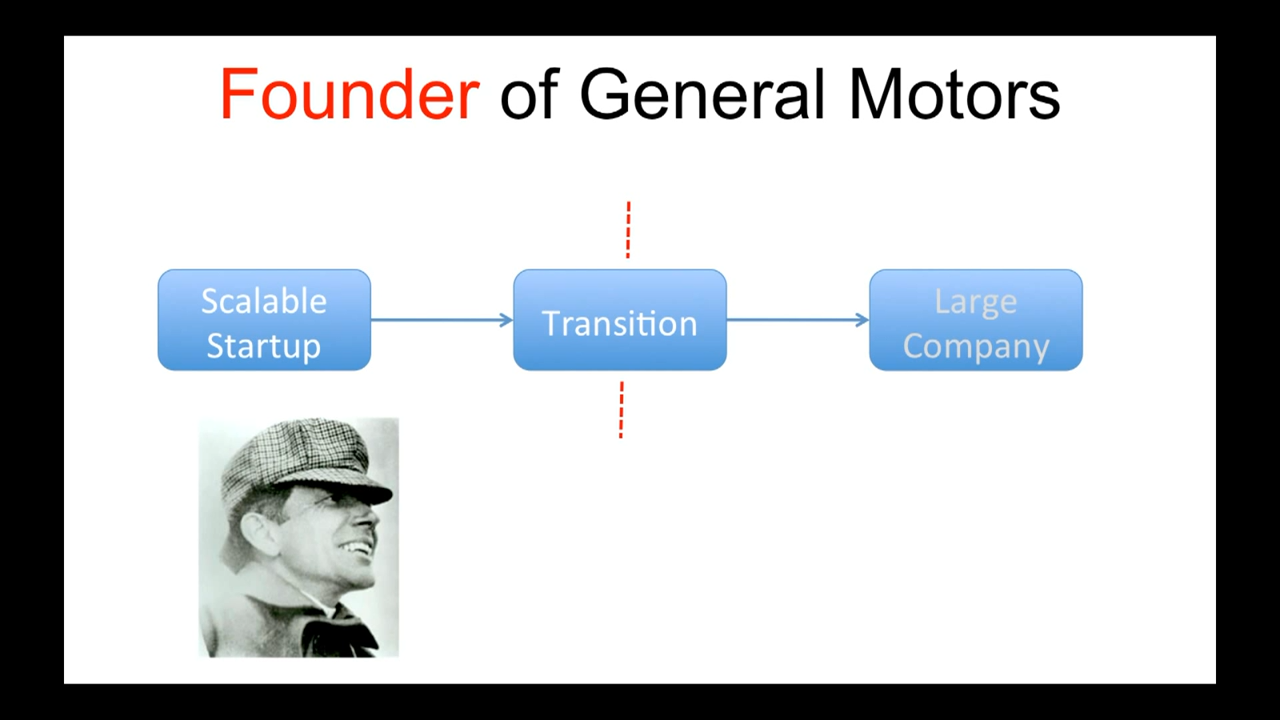 Founder of General Motors
Scalable
Startup
Transition
Large
Company